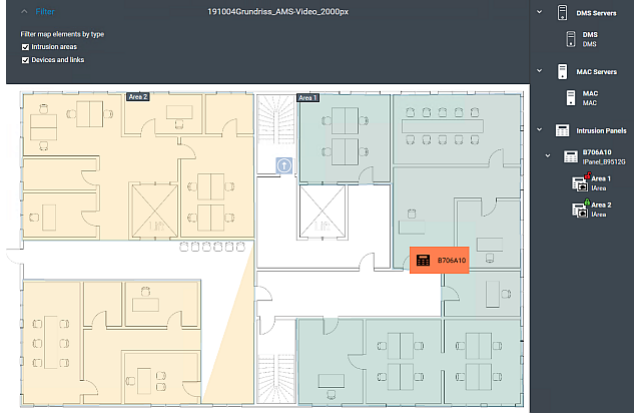 Filter
191004Grundriss_AMS-Video_2000px
Filter map elements by type
Intrusion areas
Devices and links
Area 2
Area 1
B706A10
DMS Servers
DMS
DMS
MAC Servers
MAC
MAC
Intrusion Panels
B706A10
IPanel_B9512G
Area 1
IArea
Area 2
IArea